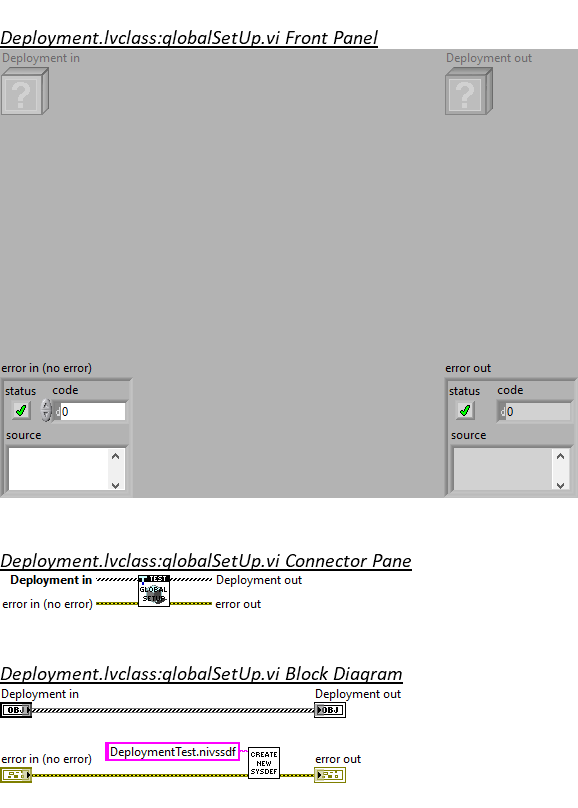 Deployment.lvclass:globalSetUp.vi Front Panel
Deployment in Deployment out
? ?
error in (no error) error out
status code status code
d 0 d 0
source source
Deployment.lvclass:globalSetUp.vi Connector Pane
Deployment in TEST Deployment out
GLOBAL
error in (no error) SETUP error out
Deployment.lvclass:globalSetUp.vi Block Diagram
Deployment in Deployment out
OBJ OBJ
error in (no error) DeploymentTest.nivssdf CREATE NEW SYSDEF error out